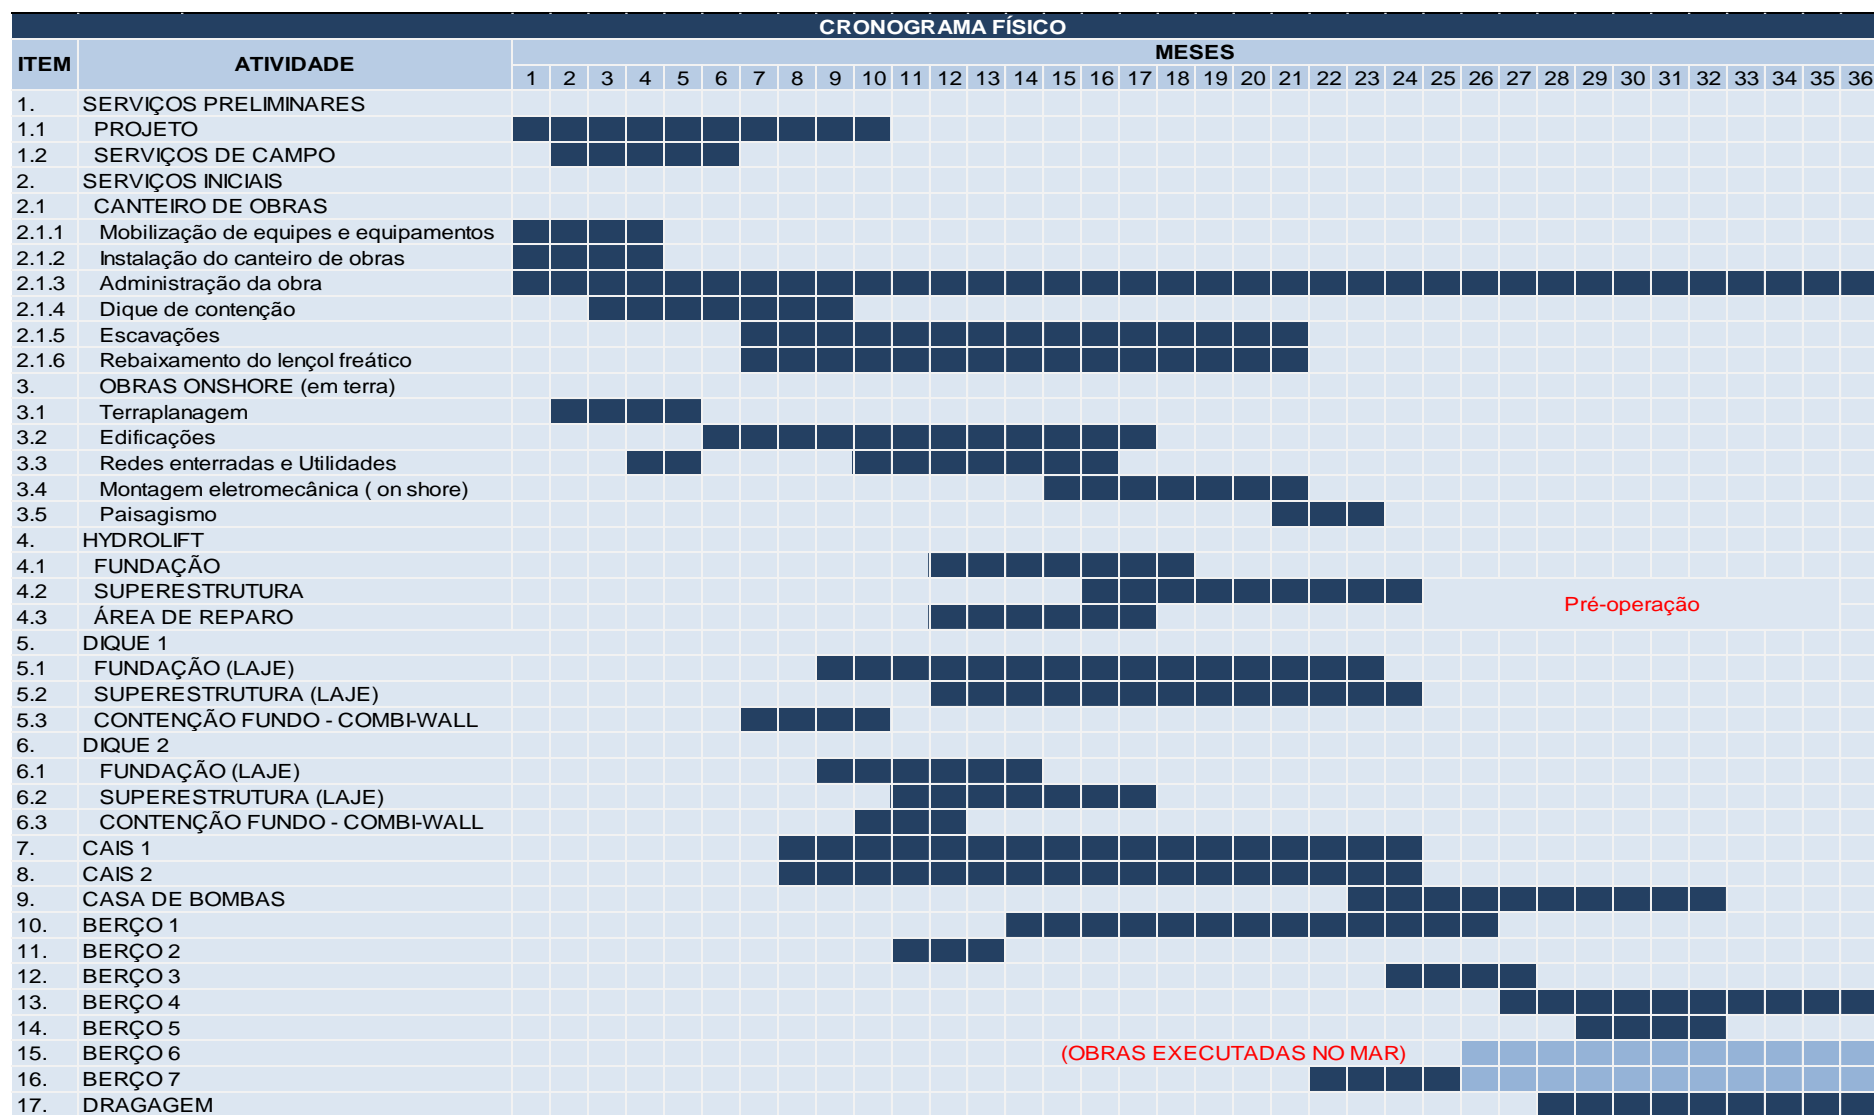 CRONOGRAMA FÍSICO
ITEM ATIVIDADE MESES
1 2 3 4 5 6 7 8 9 10 11 12 13 14 15 16 17 18 19 20 21 22 23 24 25 26 27 28 29 30 31 32 33 34 35 36
1. SERVIÇOS PRELIMINARES
1.1 PROJETO
1.2 SERVIÇOS DE CAMPO
2. SERVIÇOS INICIAIS
2.1 CANTEIRO DE OBRAS
2.1.1 Mobilização de equipes e equipamentos
2.1.2 Instalação do canteiro de obras
2.1.3 Administração da obra
2.1.4 Dique de contenção
2.1.5 Escavações
2.1.6 Rebaixamento do lençol freático
3. OBRAS ONSHORE (em terra)
3.1 Terraplanagem
3.2 Edificações
3.3 Redes enterradas e Utilidades
3.4 Montagem eletromecânica ( on shore)
3.5 Paisagismo
4. HYDROLIFT
4.1 FUNDAÇÃO
4.2 SUPERESTRUTURA
Pré-operação
4.3 ÁREA DE REPARO
5. DIQUE 1
5.1 FUNDAÇÃO (LAJE)
5.2 SUPERESTRUTURA (LAJE)
5.3 CONTENÇÃO FUNDO - COMBI-WALL
6. DIQUE 2
6.1 FUNDAÇÃO (LAJE)
6.2 SUPERESTRUTURA (LAJE)
6.3 CONTENÇÃO FUNDO - COMBI-WALL
7. CAIS 1
8. CAIS 2
9. CASA DE BOMBAS
10. BERÇO 1
11. BERÇO 2
12. BERÇO 3
13. BERÇO 4
14. BERÇO 5
15. BERÇO 6 (OBRAS EXECUTADAS NO MAR)
16. BERÇO 7
17. DRAGAGEM